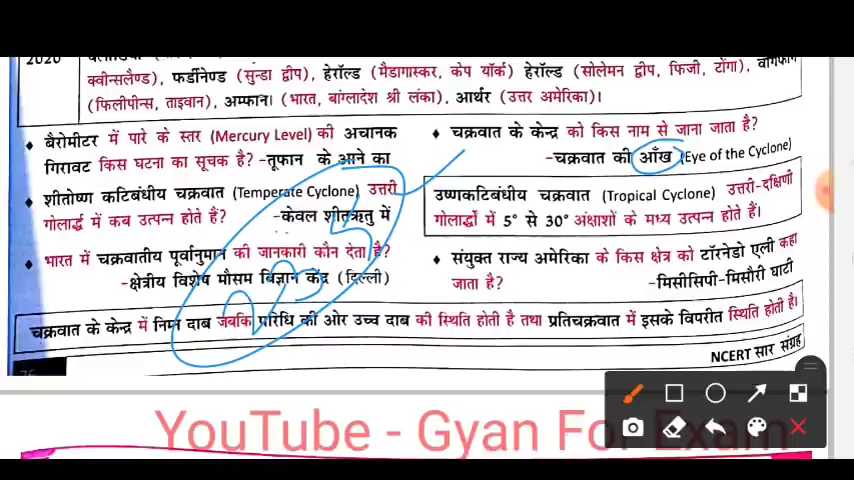 2020
क्वीन्सलैण्ड), फर्डीनेण्ड (सुन्डा द्वीप), हेरॉल्ड (मैडागास्कर, केप यॉर्क) हेरॉल्ड (सोलेमन द्वीप, फिजी, टोंगा), वांगफांग
(फिलीपीन्स, ताइवान), अम्फान। (भारत, बांग्लादेश श्री लंका), आर्थर (उत्तर अमेरिका)।
♦ बैरोमीटर में पारे के स्तर (Mercury Level) की अचानक
गिरावट किस घटना का सूचक है? -तूफान के आने का
♦ शीतोष्ण कटिबंधीय चक्रवात (Temperate Cyclone) उत्तरी
गोलार्द्ध में कब उत्पन्न होते हैं? -केवल शीतऋतु में
♦ भारत में चक्रवातीय पूर्वानुमान की जानकारी कौन देता है?
-क्षेत्रीय विशेष मौसम विज्ञान केंद्र (दिल्ली)
♦ चक्रवात के केन्द्र को किस नाम से जाना जाता है?
-चक्रवात की आँख (Eye of the Cyclone)
उष्णकटिबंधीय चक्रवात (Tropical Cyclone) उत्तरी-दक्षिणी
गोलार्द्धों में 5° से 30° अंक्षाशों के मध्य उत्पन्न होते हैं।
♦ संयुक्त राज्य अमेरिका के किस क्षेत्र को टॉरनेडो एली कहा
जाता है? -मिसीसिपी-मिसौरी घाटी
चक्रवात के केन्द्र में निम्न दाब जबकि परिधि की ओर उच्च दाब की स्थिति होती है तथा प्रतिचक्रवात में इसके विपरीत स्थिति होती है।
NCERT सार संग्रह
76
YouTube - Gyan For Exam